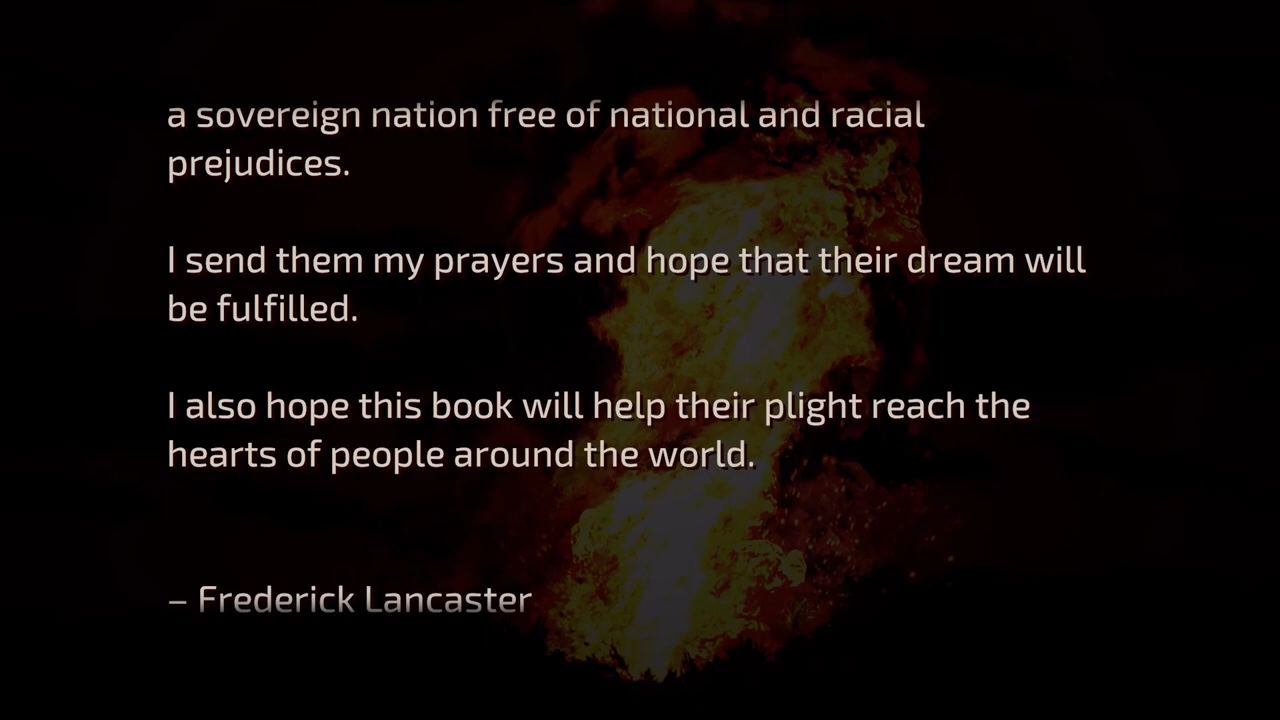 a sovereign nation free of national and racial
prejudices.
I send them my prayers and hope that their dream will
be fulfilled.
I also hope this book will help their plight reach the
hearts of people around the world.
– Frederick Lancaster